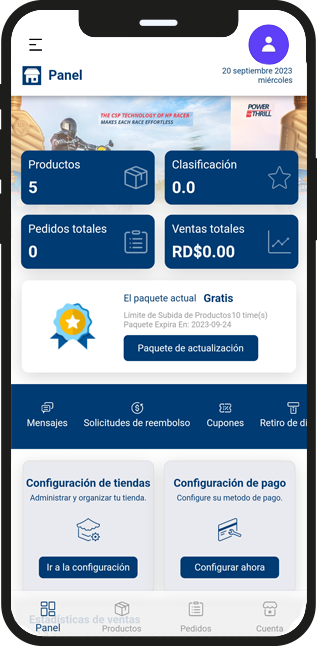 Panel
20 septiembre 2023
miércoles
THE CSP TECHNOLOGY OF HP RACER
MAKES EACH RACE EFFORTLESS
POWER
THRILL
Productos
5
Clasificación
0.0
Pedidos totales
0
Ventas totales
RD$0.00
El paquete actual Gratis
Límite de Subida de Productos10 time(s)
Paquete Expira En: 2023-09-24
Paquete de actualización
Mensajes
Solicitudes de reembolso
Cupones
Retiro de di
Configuración de tiendas
Administrar y organizar tu tienda.
Ir a la configuración
Configuración de pago
Configure su metodo de pago.
Configurar ahora
Estadísticas de ventas
Panel
Productos
Pedidos
Cuenta